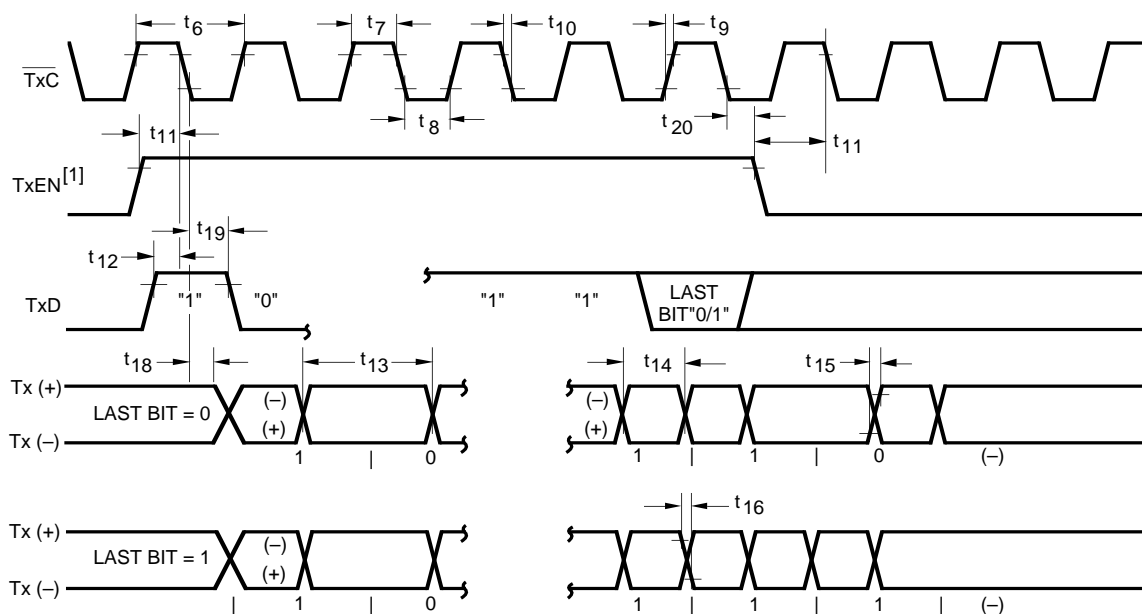 t6 t7 t10 t9
TxC
t11 t8 t20 t11
TxEN[1]
t19
t12
TxD "1" "0" "1" "1" LAST BIT"0/1"
t18 t13 t14 t15
Tx (+) (–) (–)
LAST BIT = 0
Tx (–) (+) (+)
1 | 0 1 | 1 | 0 (–)
t16
Tx (+) (–)
LAST BIT = 1
Tx (–) (+)
| 1 | 0 1 | 1 | 1 | (–)